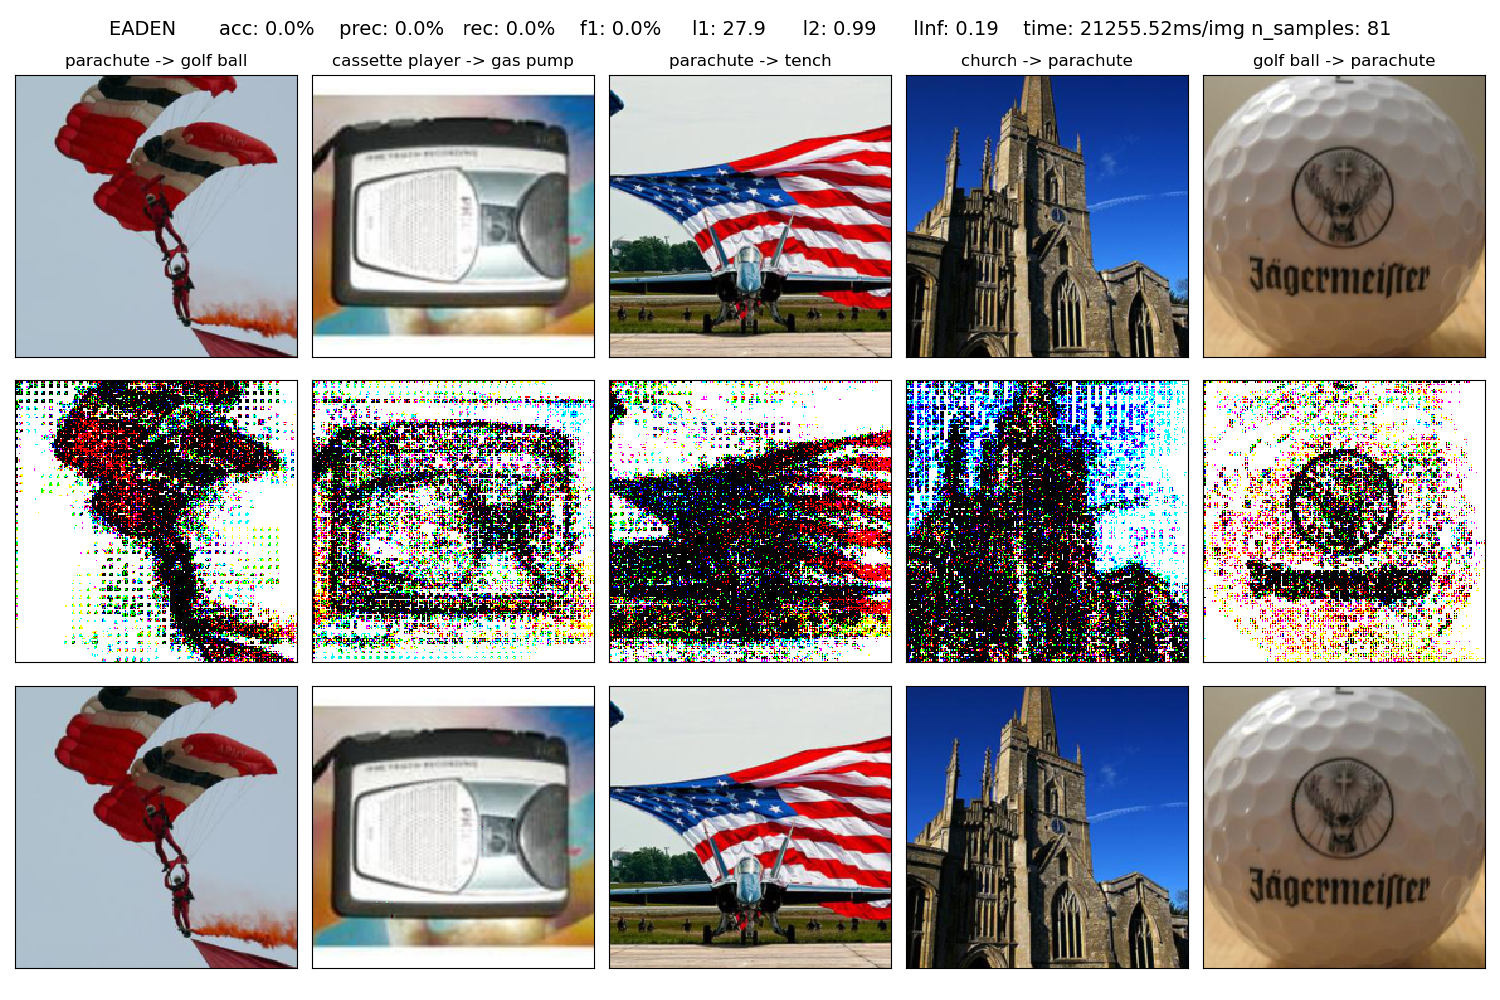 EADEN acc: 0.0% prec: 0.0% rec: 0.0% f1: 0.0% l1: 27.9 l2: 0.99 lInf: 0.19 time: 21255.52ms/img n_samples: 81
parachute -> golf ball
cassette player -> gas pump
parachute -> tench
church -> parachute
golf ball -> parachute
Jägermeiſter
Jägermeiſter